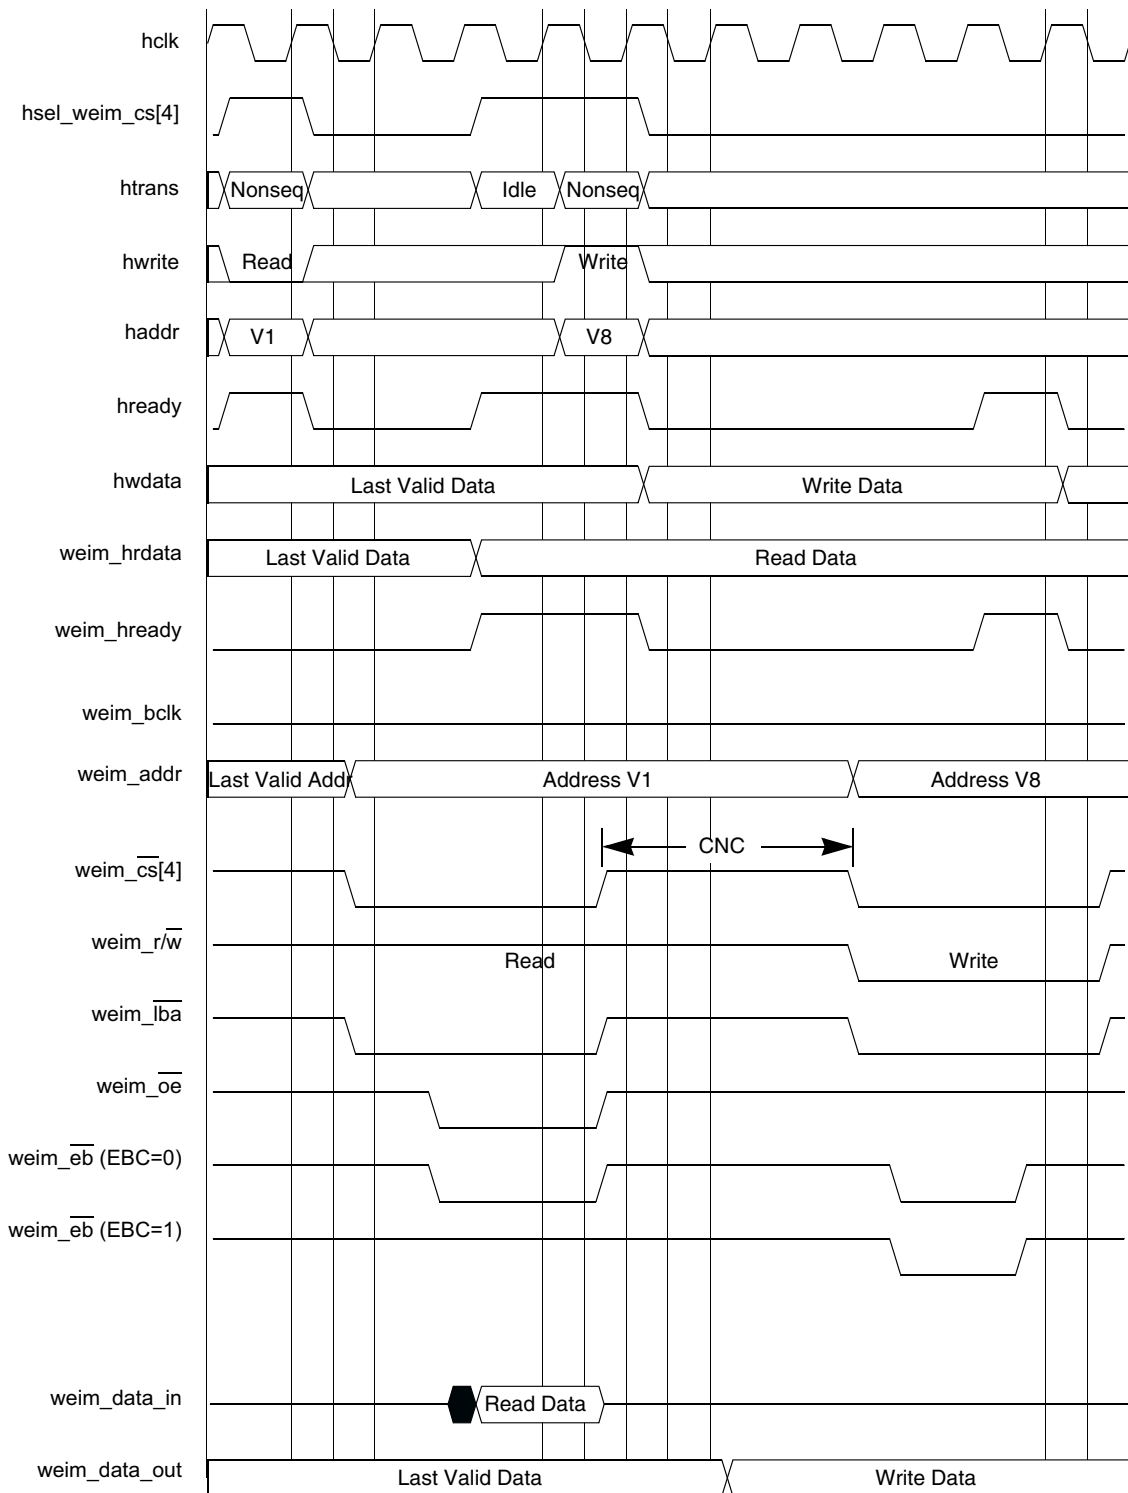 hclk
hsel_weim_cs[4]
htrans Nonseq Idle Nonseq
hwrite Read Write
haddr V1 V8
hready
hwdata Last Valid Data Write Data
weim_hrdata Last Valid Data Read Data
weim_hready
weim_bclk
weim_addr Last Valid Addr Address V1 Address V8
CNC
weim_cs[4]
weim_r/w
Read Write
weim_lba
weim_oe
weim_eb (EBC=0)
weim_eb (EBC=1)
weim_data_in Read Data
weim_data_out Last Valid Data Write Data